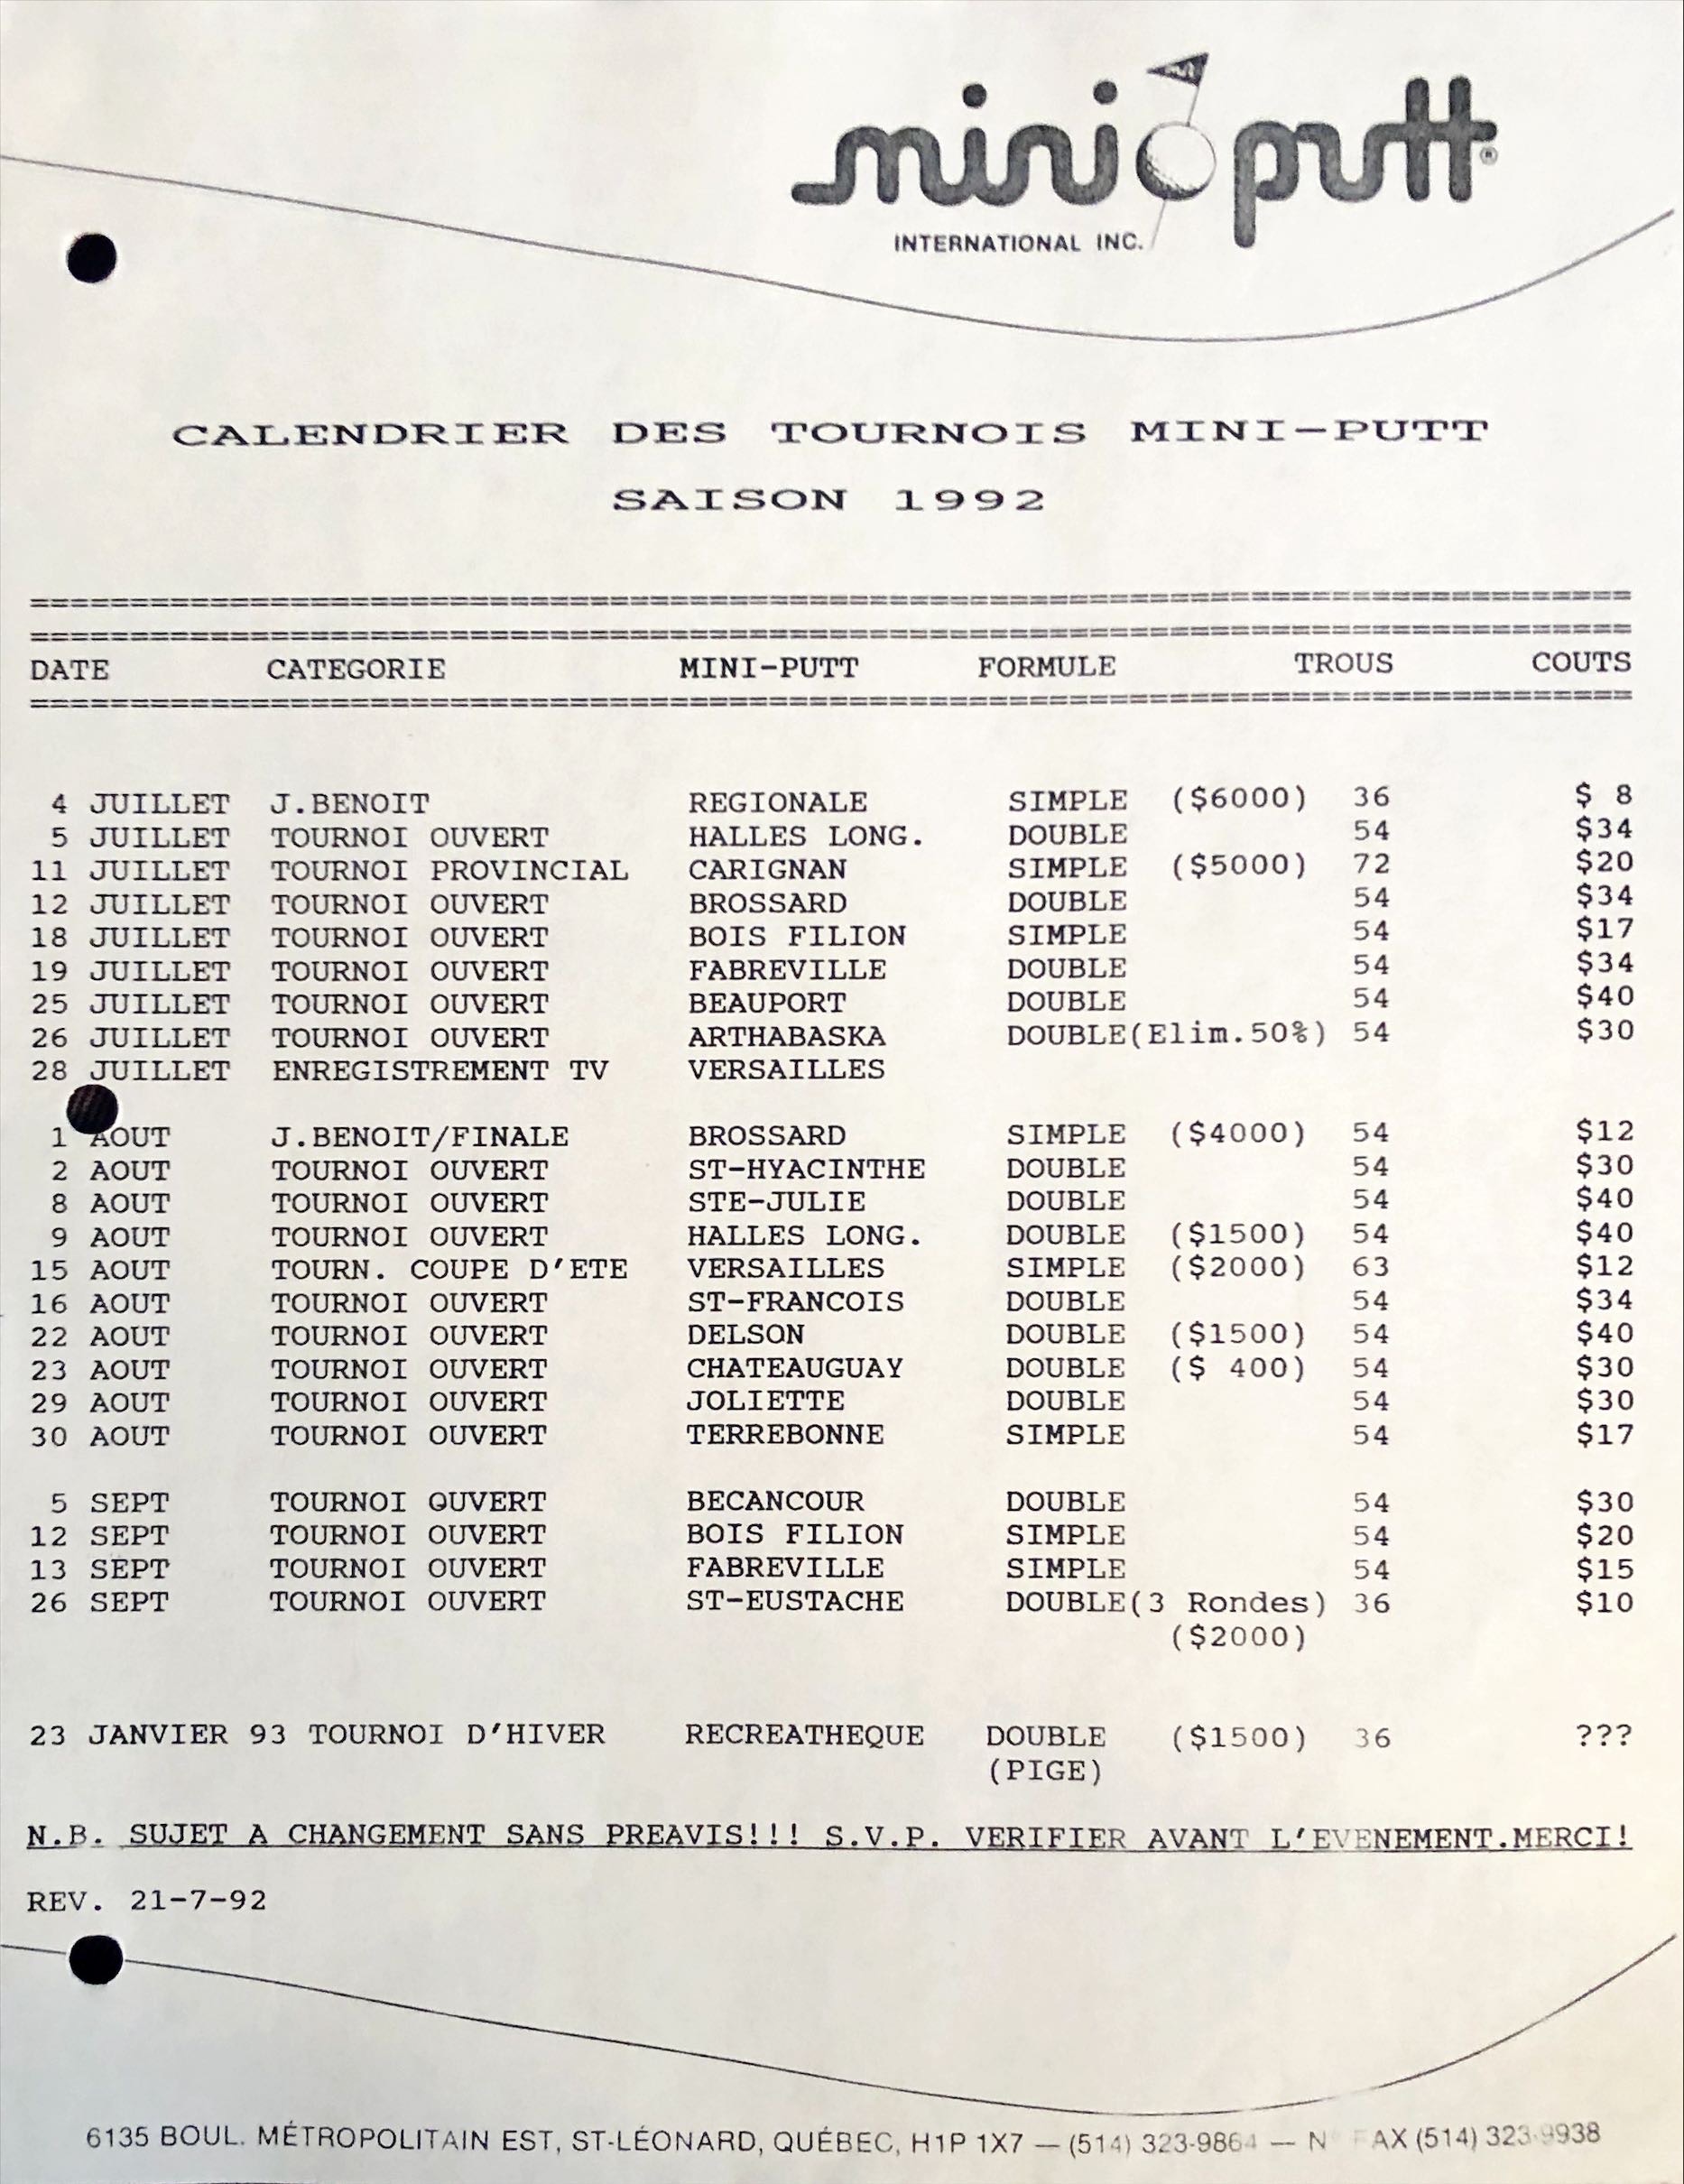 PUTT
mini putt®
INTERNATIONAL INC.
CALENDRIER DES TOURNOIS MINI-PUTT
SAISON 1992
================================================================================
================================================================================
DATE CATEGORIE MINI-PUTT FORMULE TROUS COUTS
================================================================================
4 JUILLET J.BENOIT REGIONALE SIMPLE ($6000) 36 $ 8
5 JUILLET TOURNOI OUVERT HALLES LONG. DOUBLE 54 $34
11 JUILLET TOURNOI PROVINCIAL CARIGNAN SIMPLE ($5000) 72 $20
12 JUILLET TOURNOI OUVERT BROSSARD DOUBLE 54 $34
18 JUILLET TOURNOI OUVERT BOIS FILION SIMPLE 54 $17
19 JUILLET TOURNOI OUVERT FABREVILLE DOUBLE 54 $34
25 JUILLET TOURNOI OUVERT BEAUPORT DOUBLE 54 $40
26 JUILLET TOURNOI OUVERT ARTHABASKA DOUBLE(Elim.50%) 54 $30
28 JUILLET ENREGISTREMENT TV VERSAILLES
1 AOUT J.BENOIT/FINALE BROSSARD SIMPLE ($4000) 54 $12
2 AOUT TOURNOI OUVERT ST-HYACINTHE DOUBLE 54 $30
8 AOUT TOURNOI OUVERT STE-JULIE DOUBLE 54 $40
9 AOUT TOURNOI OUVERT HALLES LONG. DOUBLE ($1500) 54 $40
15 AOUT TOURN. COUPE D'ETE VERSAILLES SIMPLE ($2000) 63 $12
16 AOUT TOURNOI OUVERT ST-FRANCOIS DOUBLE 54 $34
22 AOUT TOURNOI OUVERT DELSON DOUBLE ($1500) 54 $40
23 AOUT TOURNOI OUVERT CHATEAUGUAY DOUBLE ($ 400) 54 $30
29 AOUT TOURNOI OUVERT JOLIETTE DOUBLE 54 $30
30 AOUT TOURNOI OUVERT TERREBONNE SIMPLE 54 $17
5 SEPT TOURNOI OUVERT BECANCOUR DOUBLE 54 $30
12 SEPT TOURNOI OUVERT BOIS FILION SIMPLE 54 $20
13 SEPT TOURNOI OUVERT FABREVILLE SIMPLE 54 $15
26 SEPT TOURNOI OUVERT ST-EUSTACHE DOUBLE(3 Rondes) 36 $10
($2000)
23 JANVIER 93 TOURNOI D'HIVER RECREATHEQUE DOUBLE ($1500) 36 ???
(PIGE)
N.B. SUJET A CHANGEMENT SANS PREAVIS!!! S.V.P. VERIFIER AVANT L'EVENEMENT.MERCI!
REV. 21-7-92
6135 BOUL. MÉTROPOLITAIN EST, ST-LÉONARD, QUÉBEC, H1P 1X7 — (514) 323-9864 — FAX (514) 323-9938